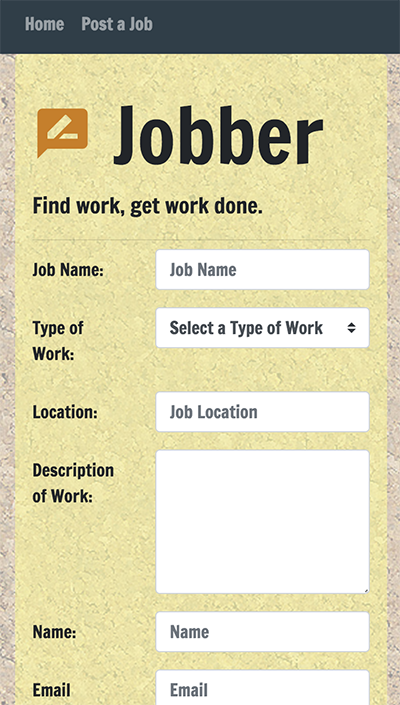 Home Post a Job
Jobber
Find work, get work done.
Job Name: Job Name
Type of Select a Type of Work
Work:
Location: Job Location
Description
of Work:
Name: Name
Email Email